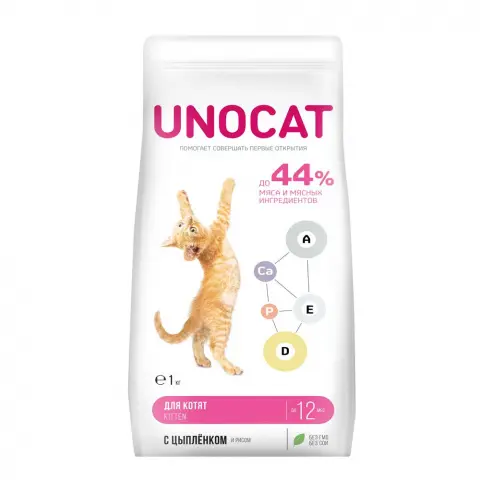 UNOCAT
ПОМОГАЕТ СОВЕРШАТЬ ПЕРВЫЕ ОТКРЫТИЯ
ДО 44%
МЯСА И МЯСНЫХ
ИНГРЕДИЕНТОВ
A
Ca
E
P
D
℮1 кг
ДЛЯ КОТЯТ
KITTEN
ДО 12 МЕС
С ЦЫПЛЁНКОМ И РИСОМ
БЕЗ ГМО
БЕЗ СОИ